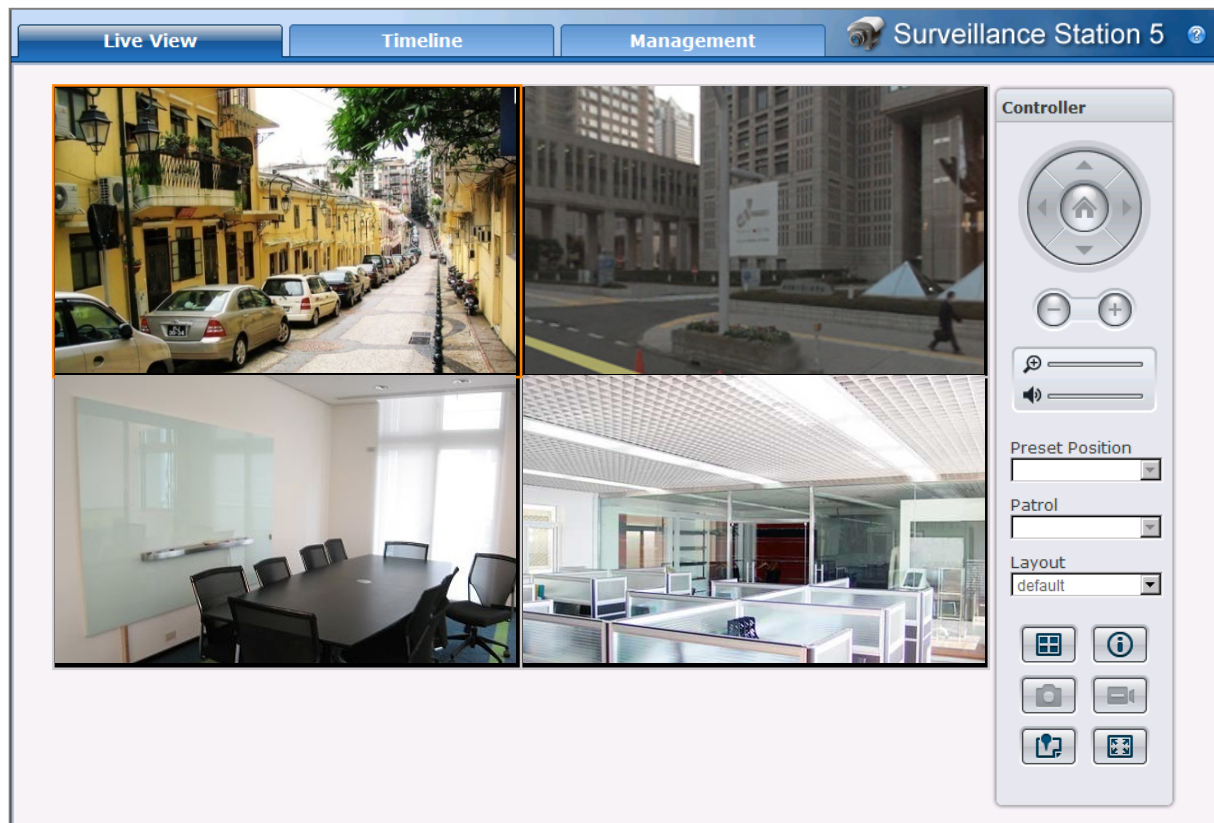 Live View
Timeline
Management
Surveillance Station 5
Controller
Preset Position
Patrol
Layout
default